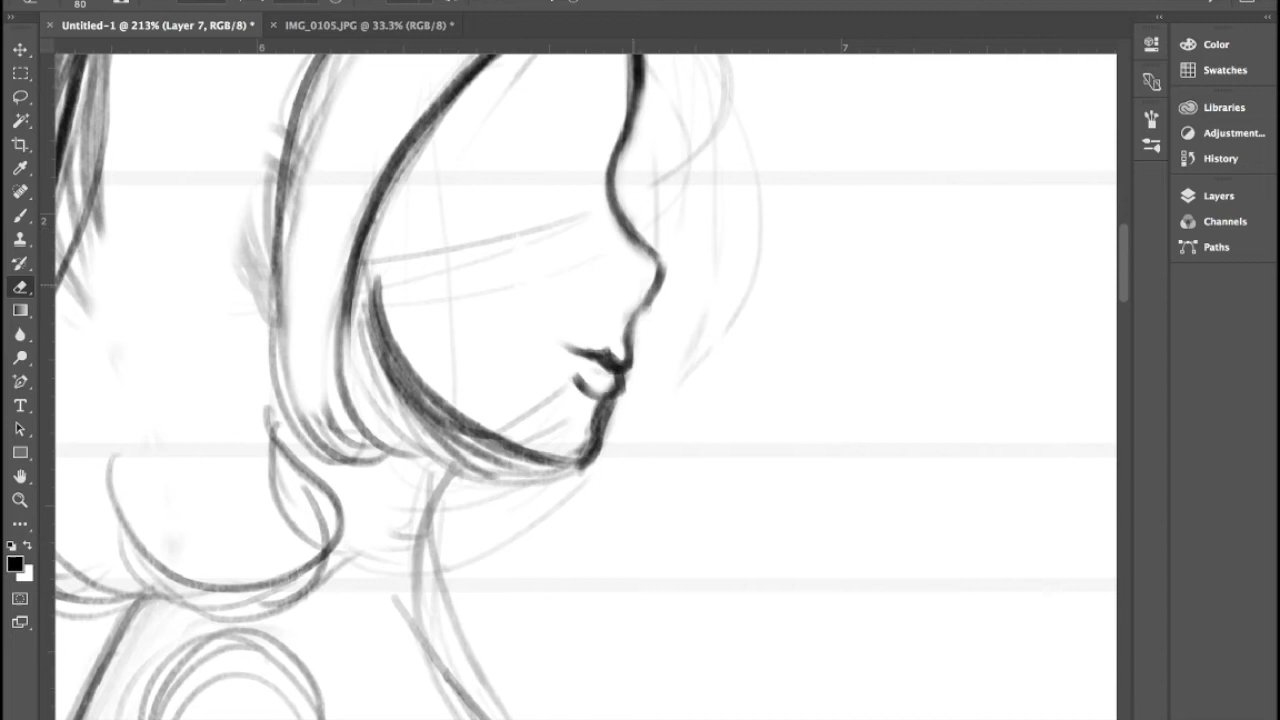 80
Untitled-1 @ 213% (Layer 7, RGB/8) *
IMG_0105.JPG @ 33.3% (RGB/8) *
6
7
2
Color
Swatches
Libraries
Adjustment...
History
Layers
Channels
Paths